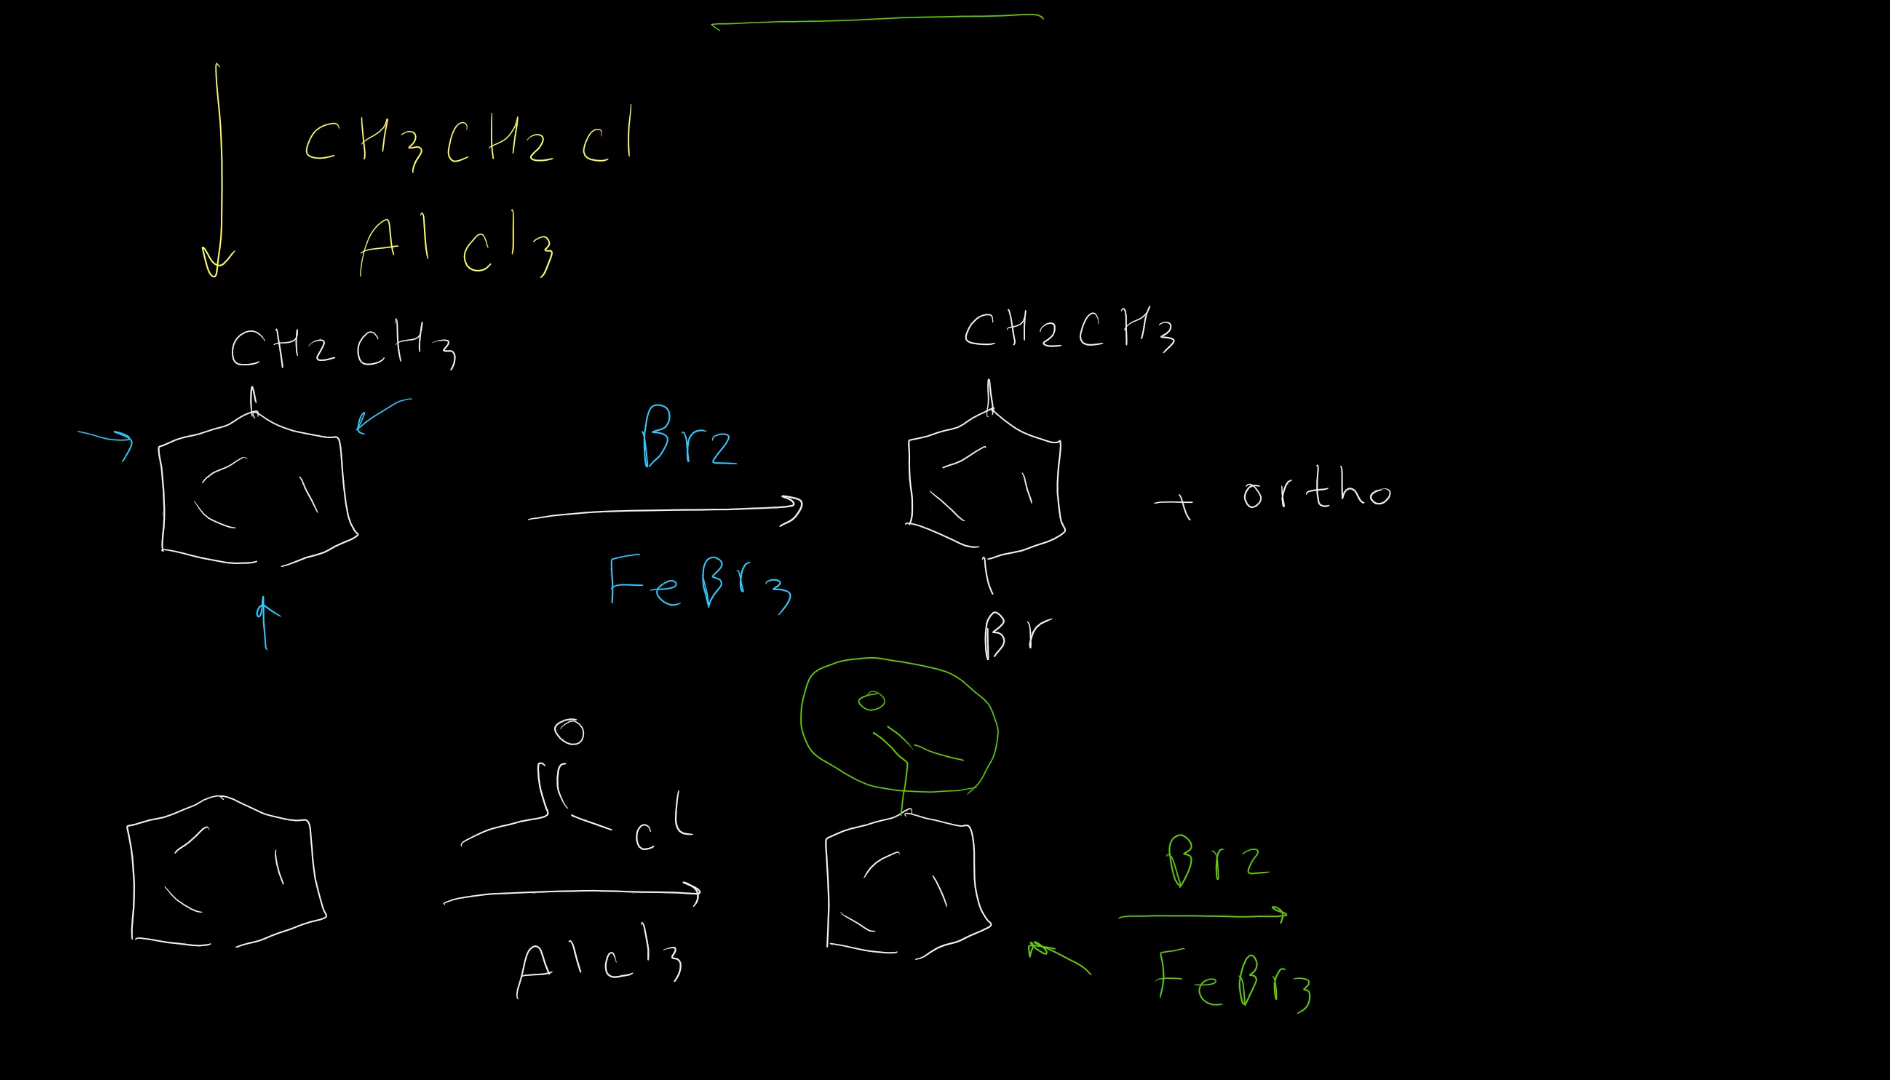 CH3CH2Cl
AlCl3
CH2CH3
CH2CH3
Br2
+ ortho
FeBr3
Br
O
O
Cl
Br2
AlCl3
FeBr3